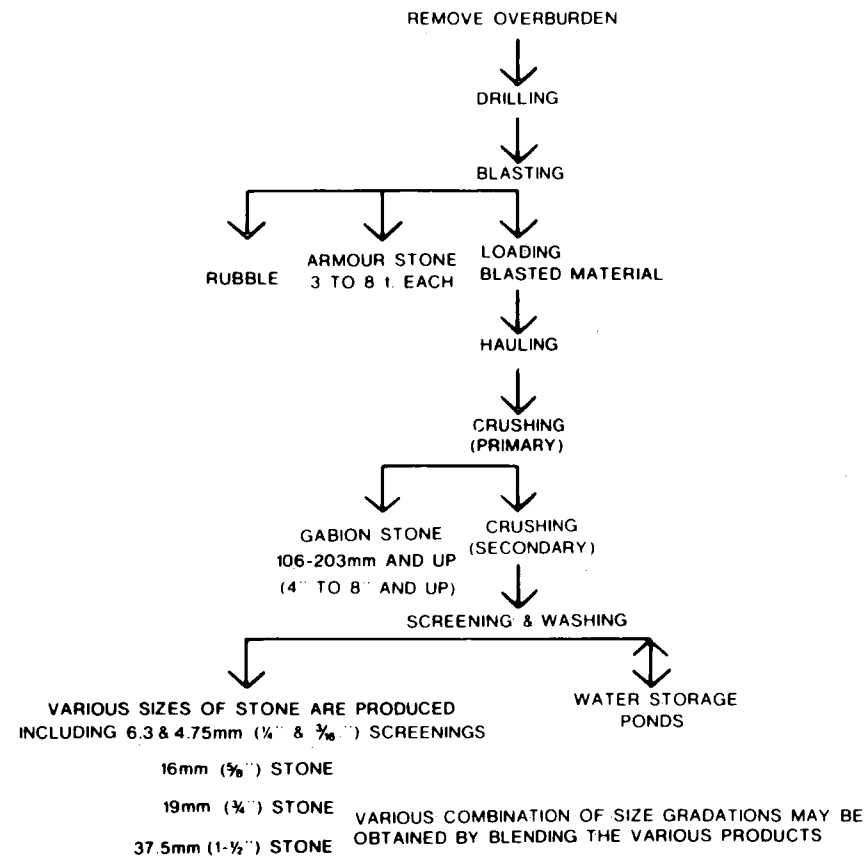 REMOVE OVERBURDEN
DRILLING
BLASTING
RUBBLE
ARMOUR STONE
3 TO 8 t. EACH
LOADING
BLASTED MATERIAL
HAULING
CRUSHING
(PRIMARY)
GABION STONE
106-203mm AND UP
(4" TO 8" AND UP)
CRUSHING
(SECONDARY)
SCREENING & WASHING
VARIOUS SIZES OF STONE ARE PRODUCED
INCLUDING 6.3 & 4.75mm (¼" & 3/16") SCREENINGS
16mm (⅝") STONE
19mm (¾") STONE
37.5mm (1-½") STONE
WATER STORAGE
PONDS
VARIOUS COMBINATION OF SIZE GRADATIONS MAY BE
OBTAINED BY BLENDING THE VARIOUS PRODUCTS